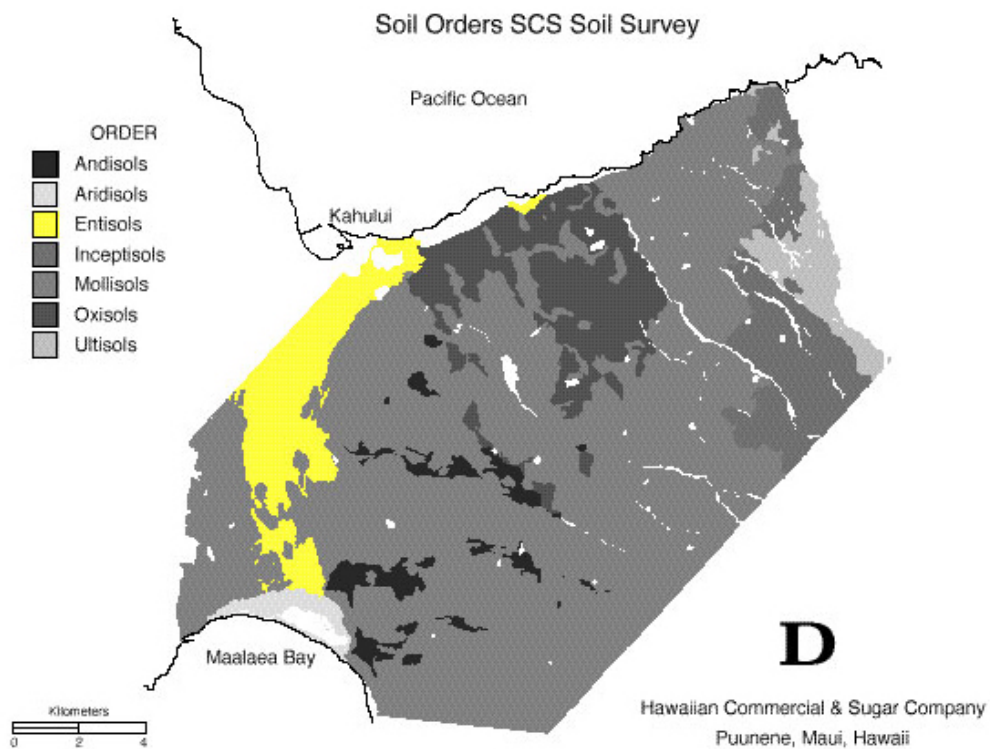 Soil Orders SCS Soil Survey
Pacific Ocean
ORDER
Andisols
Aridisols
Entisols
Inceptisols
Mollisols
Oxisols
Ultisols
Kahului
Maalaea Bay
D
Kilometers
0 2 4
Hawaiian Commercial & Sugar Company
Puunene, Maui, Hawaii